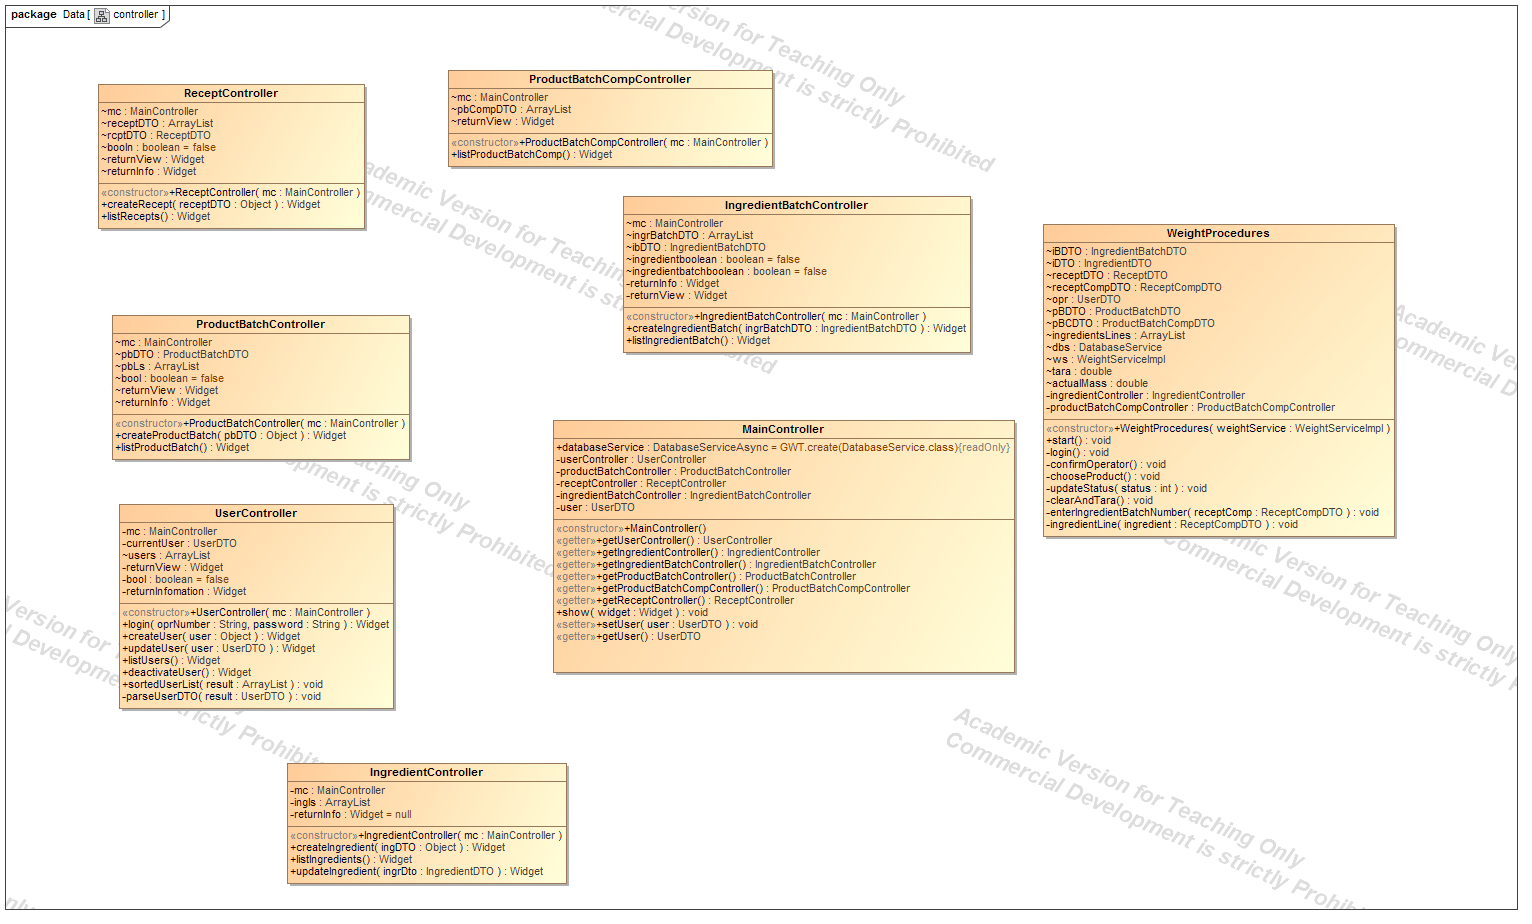 package Data [ controller ]
ReceptController
~mc : MainController
~receptDTO : ArrayList
~rcptDTO : ReceptDTO
~booln : boolean = false
~returnView : Widget
~returnInfo : Widget
«constructor»+ReceptController( mc : MainController )
+createRecept( receptDTO : Object ) : Widget
+listRecepts() : Widget
ProductBatchCompController
~mc : MainController
~pbCompDTO : ArrayList
~returnView : Widget
«constructor»+ProductBatchCompController( mc : MainController )
+listProductBatchComp() : Widget
IngredientBatchController
~mc : MainController
~ingrBatchDTO : ArrayList
~ibDTO : IngredientBatchDTO
~ingredientboolean : boolean = false
~ingredientbatchboolean : boolean = false
-returnInfo : Widget
-returnView : Widget
«constructor»+IngredientBatchController( mc : MainController )
+createIngredientBatch( ingrBatchDTO : IngredientBatchDTO ) : Widget
+listIngredientBatch() : Widget
WeightProcedures
~iBDTO : IngredientBatchDTO
~iDTO : IngredientDTO
~receptDTO : ReceptDTO
~receptCompDTO : ReceptCompDTO
~opr : UserDTO
~pBDTO : ProductBatchDTO
~pBCDTO : ProductBatchCompDTO
~ingredientsLines : ArrayList
~dbs : DatabaseService
~ws : WeightServiceImpl
~tara : double
~actualMass : double
-ingredientController : IngredientController
-productBatchCompController : ProductBatchCompController
«constructor»+WeightProcedures( weightService : WeightServiceImpl )
+start() : void
-login() : void
-confirmOperator() : void
-chooseProduct() : void
-updateStatus( status : int ) : void
-clearAndTara() : void
-enterIngredientBatchNumber( receptComp : ReceptCompDTO ) : void
-ingredientLine( ingredient : ReceptCompDTO ) : void
ProductBatchController
~mc : MainController
~pbDTO : ProductBatchDTO
~pbLs : ArrayList
~bool : boolean = false
~returnView : Widget
~returnInfo : Widget
«constructor»+ProductBatchController( mc : MainController )
+createProductBatch( pbDTO : Object ) : Widget
+listProductBatch() : Widget
MainController
+databaseService : DatabaseServiceAsync = GWT.create(DatabaseService.class){readOnly}
-userController : UserController
-productBatchController : ProductBatchController
-receptController : ReceptController
-ingredientBatchController : IngredientBatchController
-user : UserDTO
«constructor»+MainController()
«getter»+getUserController() : UserController
«getter»+getIngredientController() : IngredientController
«getter»+getIngredientBatchController() : IngredientBatchController
«getter»+getProductBatchController() : ProductBatchController
«getter»+getProductBatchCompController() : ProductBatchCompController
«getter»+getReceptController() : ReceptController
+show( widget : Widget ) : void
«setter»+setUser( user : UserDTO ) : void
«getter»+getUser() : UserDTO
UserController
-mc : MainController
-currentUser : UserDTO
~users : ArrayList
-returnView : Widget
-bool : boolean = false
-returnInfomation : Widget
«constructor»+UserController( mc : MainController )
+login( oprNumber : String, password : String ) : Widget
+createUser( user : Object ) : Widget
+updateUser( user : UserDTO ) : Widget
+listUsers() : Widget
+deactivateUser() : Widget
+sortedUserList( result : ArrayList ) : void
-parseUserDTO( result : UserDTO ) : void
IngredientController
-mc : MainController
-ingls : ArrayList
-returnInfo : Widget = null
«constructor»+IngredientController( mc : MainController )
+createIngredient( ingDTO : Object ) : Widget
+listIngredients() : Widget
+updateIngredient( ingrDto : IngredientDTO ) : Widget
Academic Version for Teaching Only
Commercial Development is strictly Prohibited